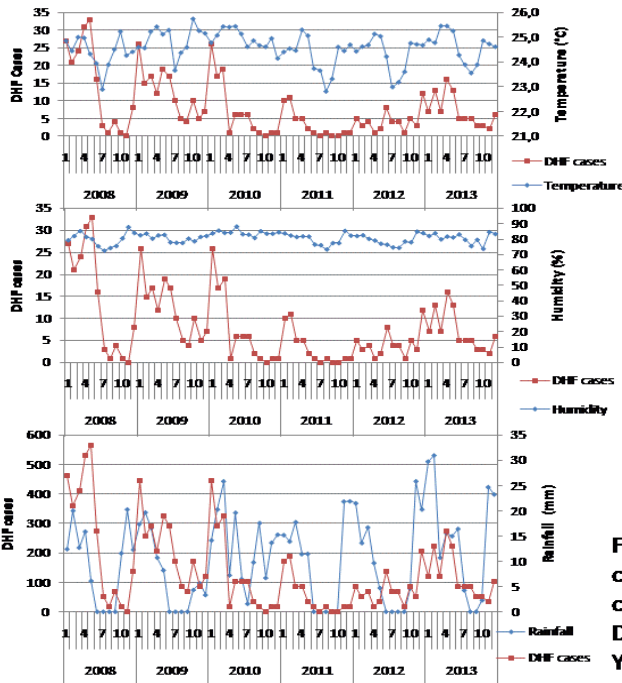 35 26,0
30 25,0
25 24,0
20 23,0
15 22,0
10 21,0
5
0
DHF Cases
Temperature (°C)
1 4 7 10 1 4 7 10 1 4 7 10 1 4 7 10 1 4 7 10 1 4 7 10
2008 2009 2010 2011 2012 2013
DHF cases
Temperature
35 100
30 90
25 80
20 70
15 60
10 50
5 40
0 30
20
10
0
DHF cases
Humidity (%)
1 4 7 10 1 4 7 10 1 4 7 10 1 4 7 10 1 4 7 10 1 4 7 10
2008 2009 2010 2011 2012 2013
DHF cases
Humidity
600 35
500 30
400 25
300 20
200 15
100 10
0 5
0
DHF cases
Rainfall (mm)
1 4 7 10 1 4 7 10 1 4 7 10 1 4 7 10 1 4 7 10 1 4 7 10
2008 2009 2010 2011 2012 2013
Rainfall
DHF cases
F
c
c
D
Y